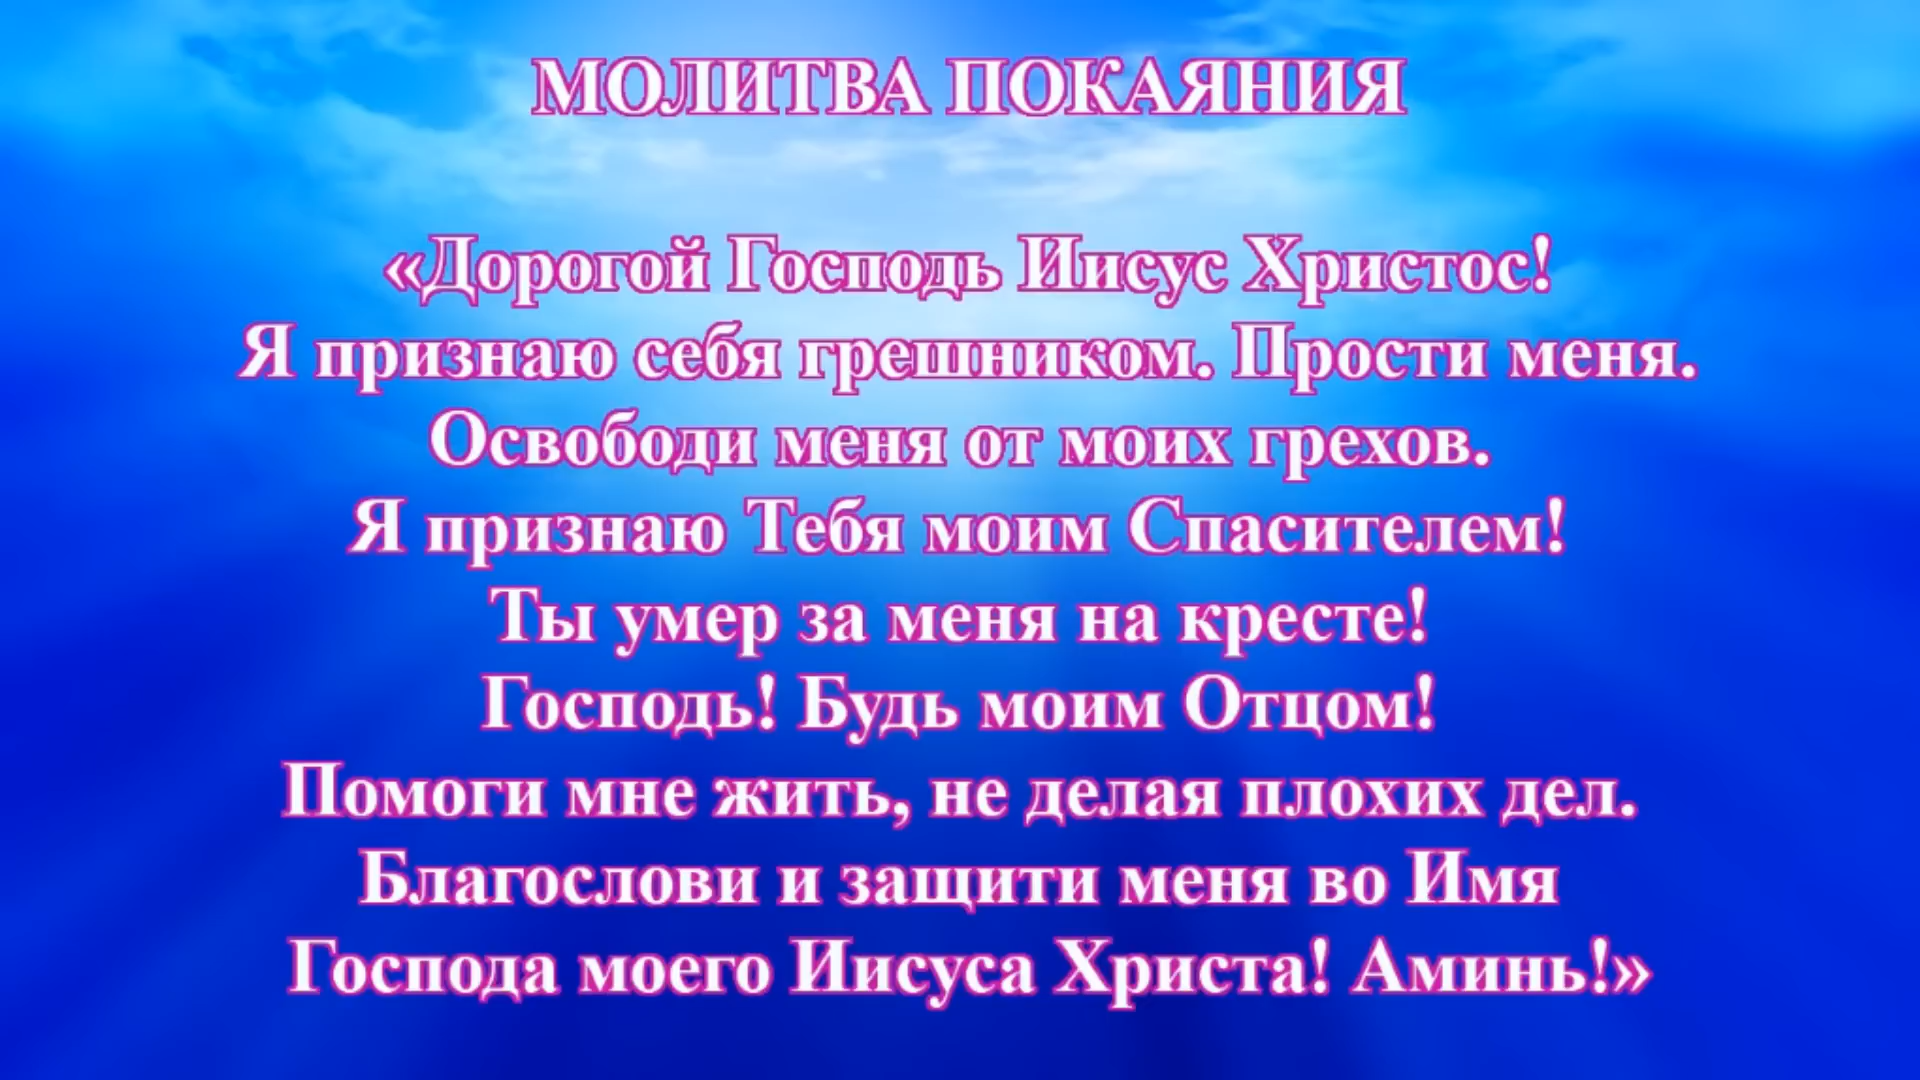 МОЛИТВА ПОКАЯНИЯ
«Дорогой Господь Иисус Христос!
Я признаю себя грешником. Прости меня.
Освободи меня от моих грехов.
Я признаю Тебя моим Спасителем!
Ты умер за меня на кресте!
Господь! Будь моим Отцом!
Помоги мне жить, не делая плохих дел.
Благослови и защити меня во Имя
Господа моего Иисуса Христа! Аминь!»